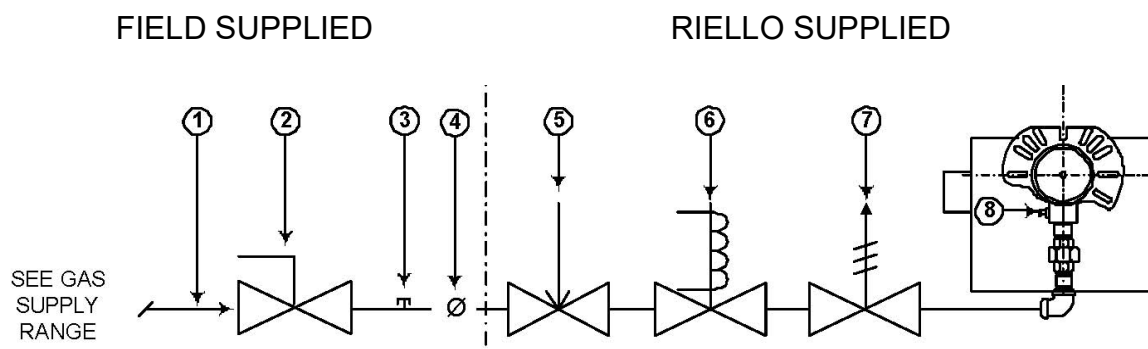 FIELD SUPPLIED
RIELLO SUPPLIED
1
2
3
4
5
6
7
8
SEE GAS
SUPPLY
RANGE